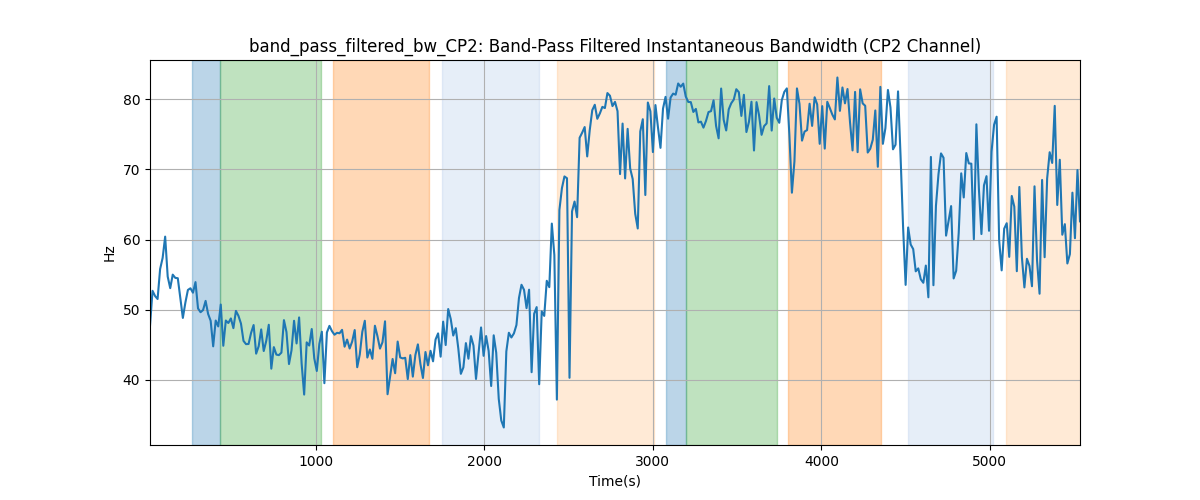 band_pass_filtered_bw_CP2: Band-Pass Filtered Instantaneous Bandwidth (CP2 Channel)
80
70
60
50
40
Hz
1000 2000 3000 4000 5000
Time(s)